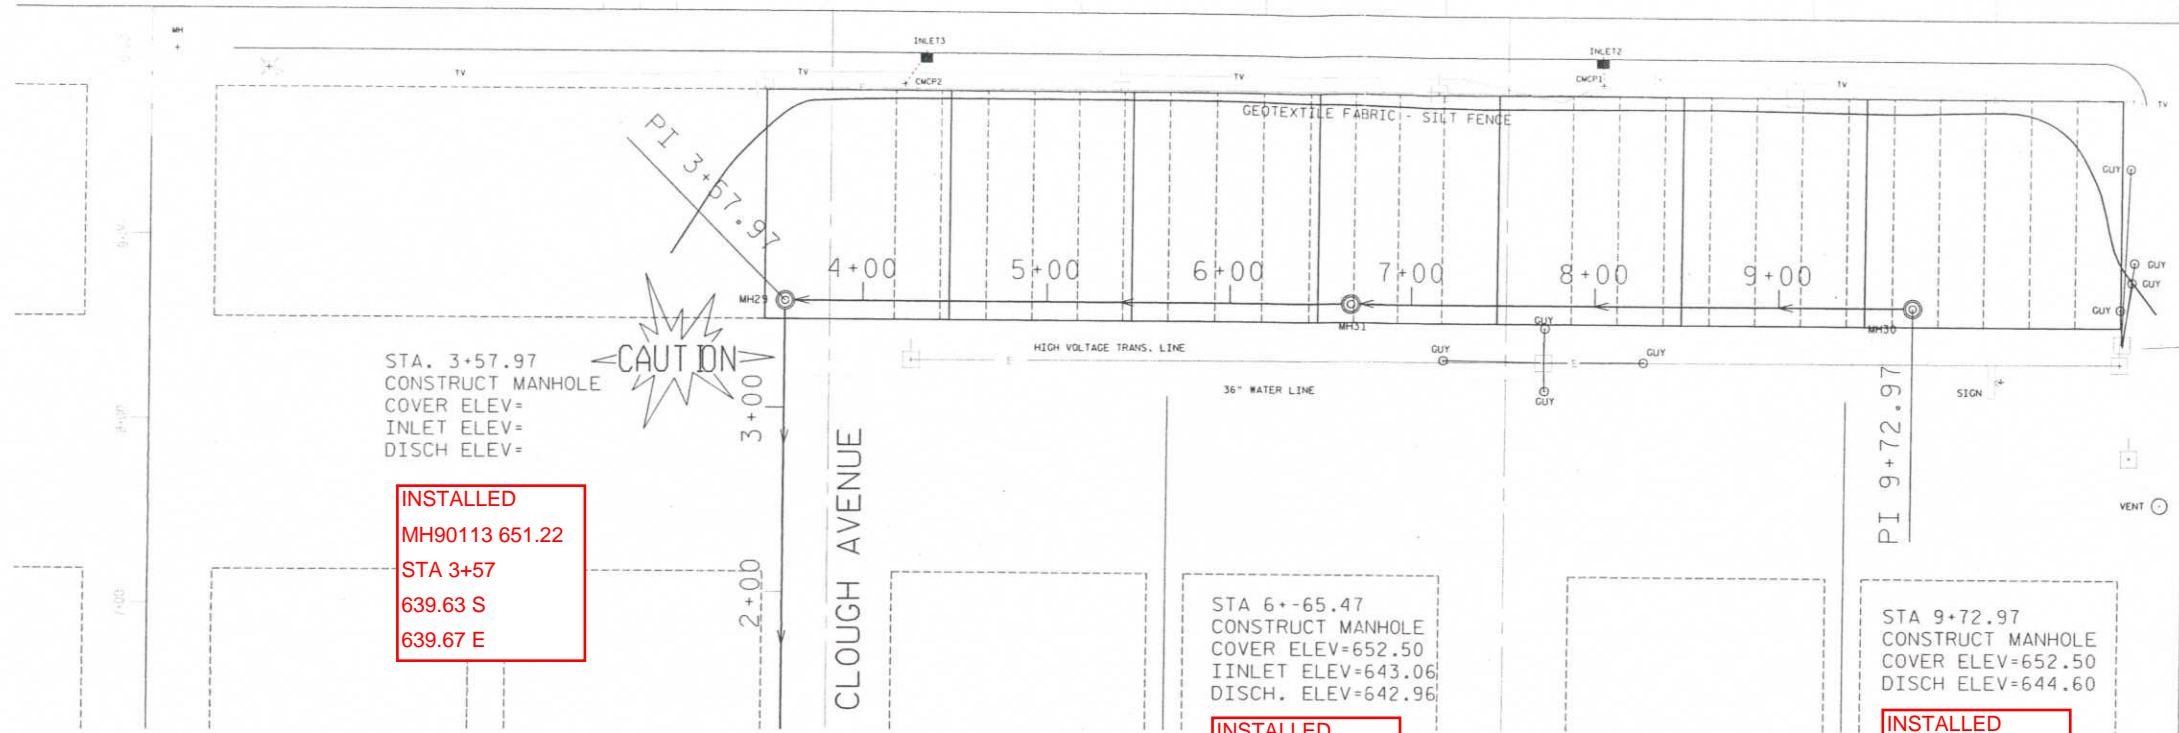 MH
INLET3
INLET2
TV
TV
CMCP2
TV
CMCP1
TV
TV
GEOTEXTILE FABRIC - SILT FENCE
PI 3+57.97
GUY
GUY
GUY
GUY
4+00
5+00
6+00
7+00
8+00
9+00
MH29
MH31
MH30
GUY
HIGH VOLTAGE TRANS. LINE
E
GUY
E
GUY
36" WATER LINE
GUY
SIGN
CAUTION
STA. 3+57.97
CONSTRUCT MANHOLE
COVER ELEV=
INLET ELEV=
DISCH ELEV=
3+00
PI 9+72.97
INSTALLED
MH90113 651.22
STA 3+57
639.63 S
639.67 E
CLOUGH AVENUE
2+00
VENT
STA 6+-65.47
CONSTRUCT MANHOLE
COVER ELEV=652.50
IINLET ELEV=643.06
DISCH. ELEV=642.96
INSTALLED
STA 9+72.97
CONSTRUCT MANHOLE
COVER ELEV=652.50
DISCH ELEV=644.60
INSTALLED